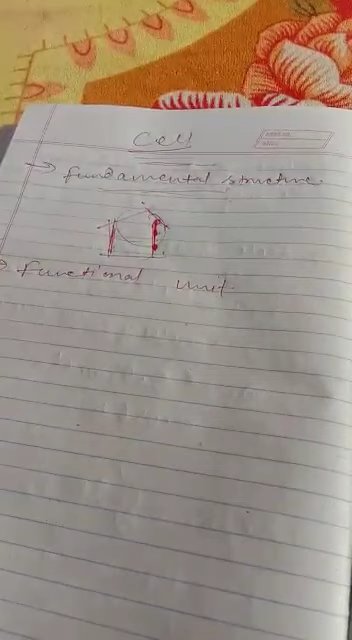 Cell
→ fundamental structure
Functional unit